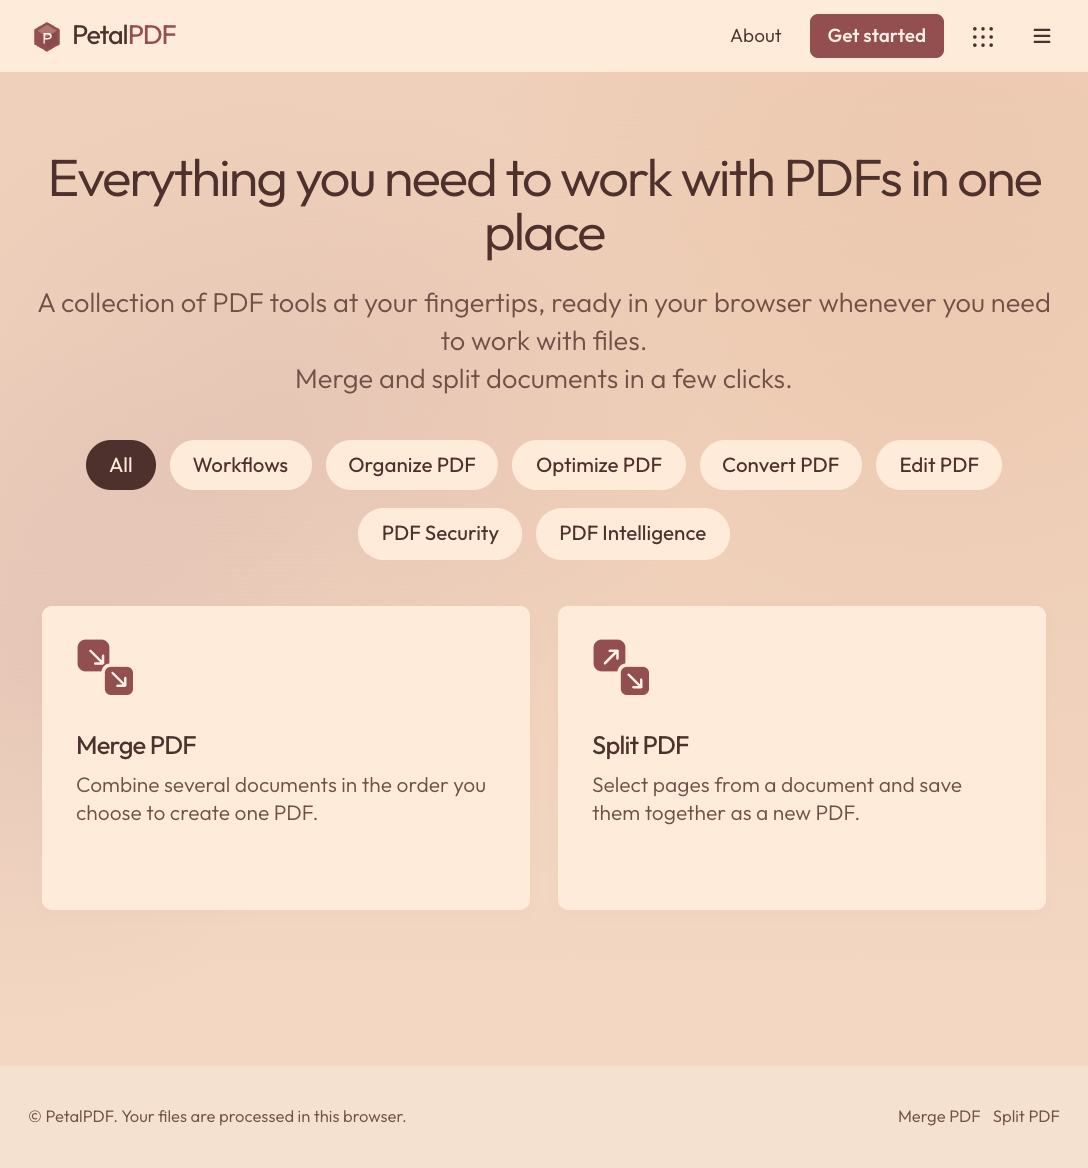 P PetalPDF
About
Get started
Everything you need to work with PDFs in one
place
A collection of PDF tools at your fingertips, ready in your browser whenever you need
to work with files.
Merge and split documents in a few clicks.
All
Workflows
Organize PDF
Optimize PDF
Convert PDF
Edit PDF
PDF Security
PDF Intelligence
Merge PDF
Combine several documents in the order you
choose to create one PDF.
Split PDF
Select pages from a document and save
them together as a new PDF.
© PetalPDF. Your files are processed in this browser.
Merge PDF
Split PDF